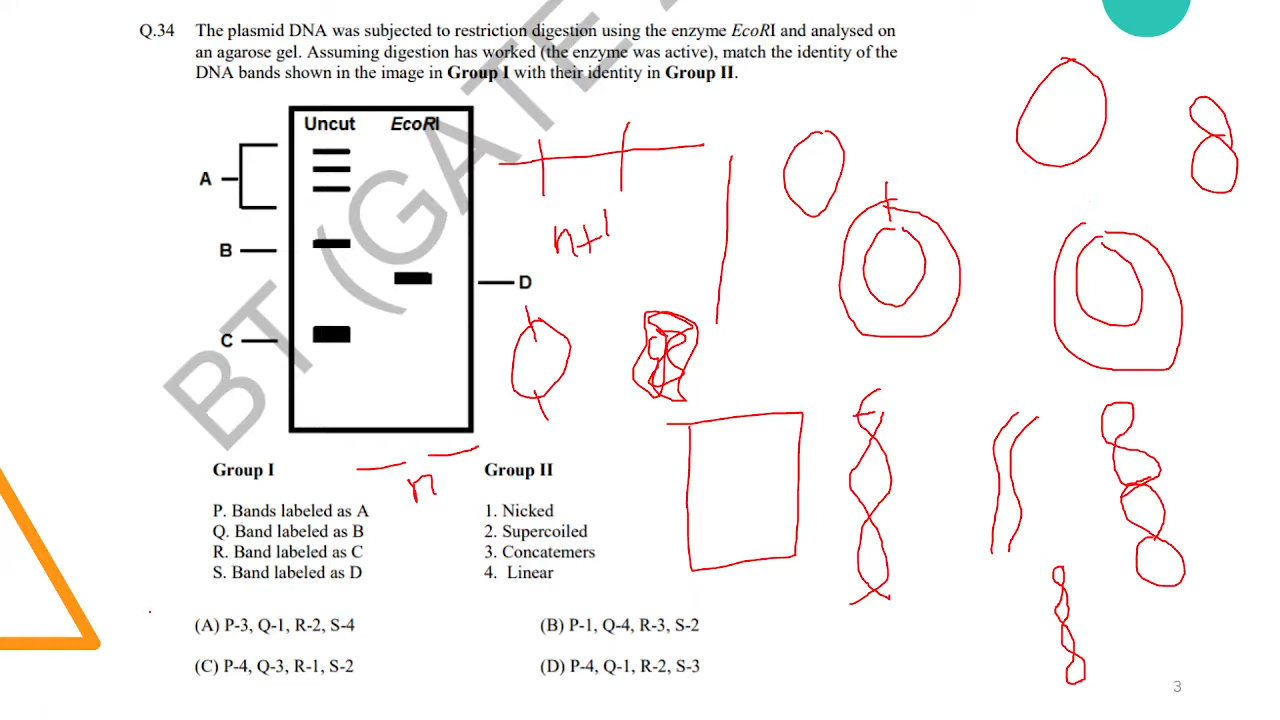 Q.34 The plasmid DNA was subjected to restriction digestion using the enzyme EcoRI and analysed on
an agarose gel. Assuming digestion has worked (the enzyme was active), match the identity of the
DNA bands shown in the image in Group I with their identity in Group II.
Uncut EcoRI
A
B
D
C
n+1
n
BT (GATE
Group I Group II
P. Bands labeled as A 1. Nicked
Q. Band labeled as B 2. Supercoiled
R. Band labeled as C 3. Concatemers
S. Band labeled as D 4. Linear
(A) P-3, Q-1, R-2, S-4 (B) P-1, Q-4, R-3, S-2
(C) P-4, Q-3, R-1, S-2 (D) P-4, Q-1, R-2, S-3
3